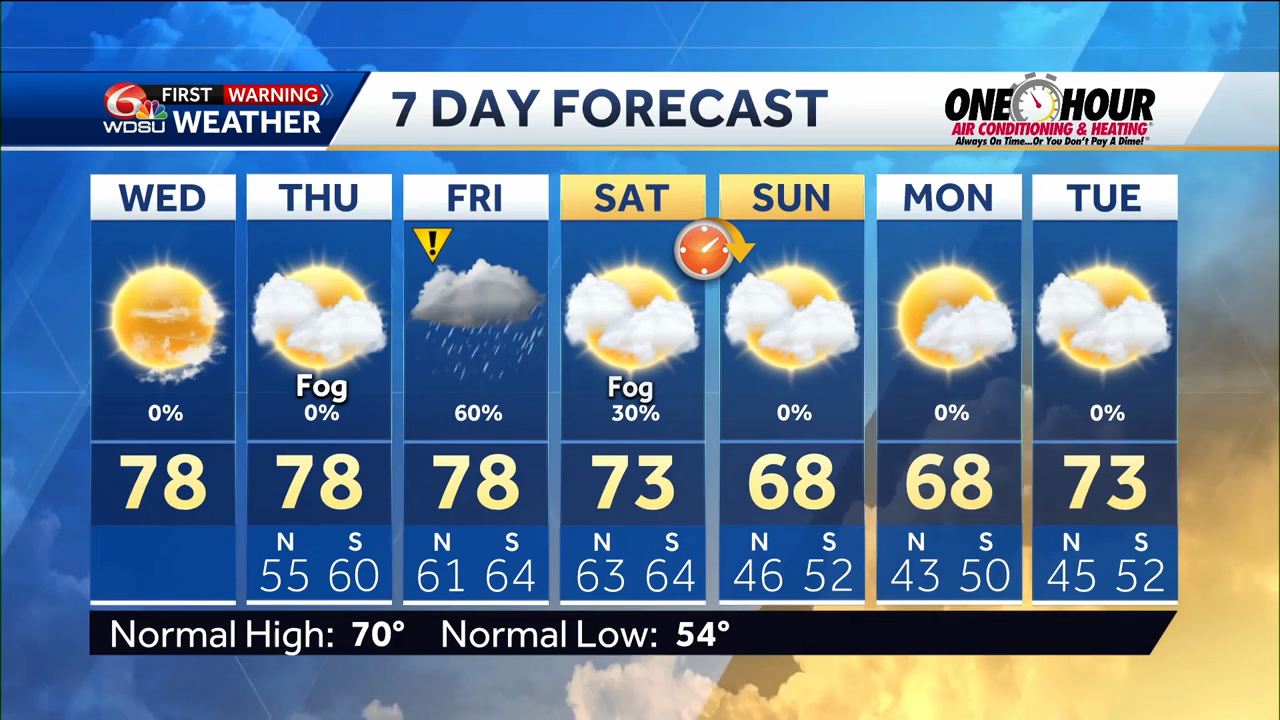 6 FIRST WARNING
WDSU WEATHER
7 DAY FORECAST
ONE HOUR
AIR CONDITIONING & HEATING®
Always On Time...Or You Don't Pay A Dime!®
WED THU FRI SAT SUN MON TUE
!
Fog Fog
0% 0% 60% 30% 0% 0% 0%
78 78 78 73 68 68 73
N S N S N S N S N S N S
55 60 61 64 63 64 46 52 43 50 45 52
Normal High: 70° Normal Low: 54°